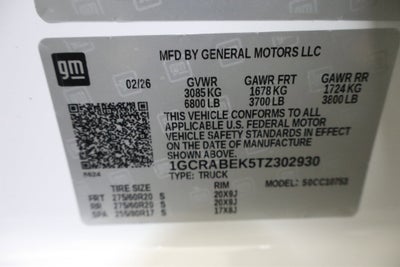 gm
MFD BY GENERAL MOTORS LLC
02/26 GVWR GAWR FRT GAWR RR
3085 KG 1678 KG 1724 KG
6800 LB 3700 LB 3800 LB
THIS VEHICLE CONFORMS TO ALL
APPLICABLE U.S. FEDERAL MOTOR
VEHICLE SAFETY STANDARDS IN EFFECT ON
THE DATE OF MANUFACTURE SHOWN ABOVE.
1GCRABEK5TZ302930
TYPE: TRUCK
TIRE SIZE RIM MODEL:
FRT 275/60R20 S 20X9J
RR 275/60R20 S 20X9J
SPA 255/80R17 S 17X8J